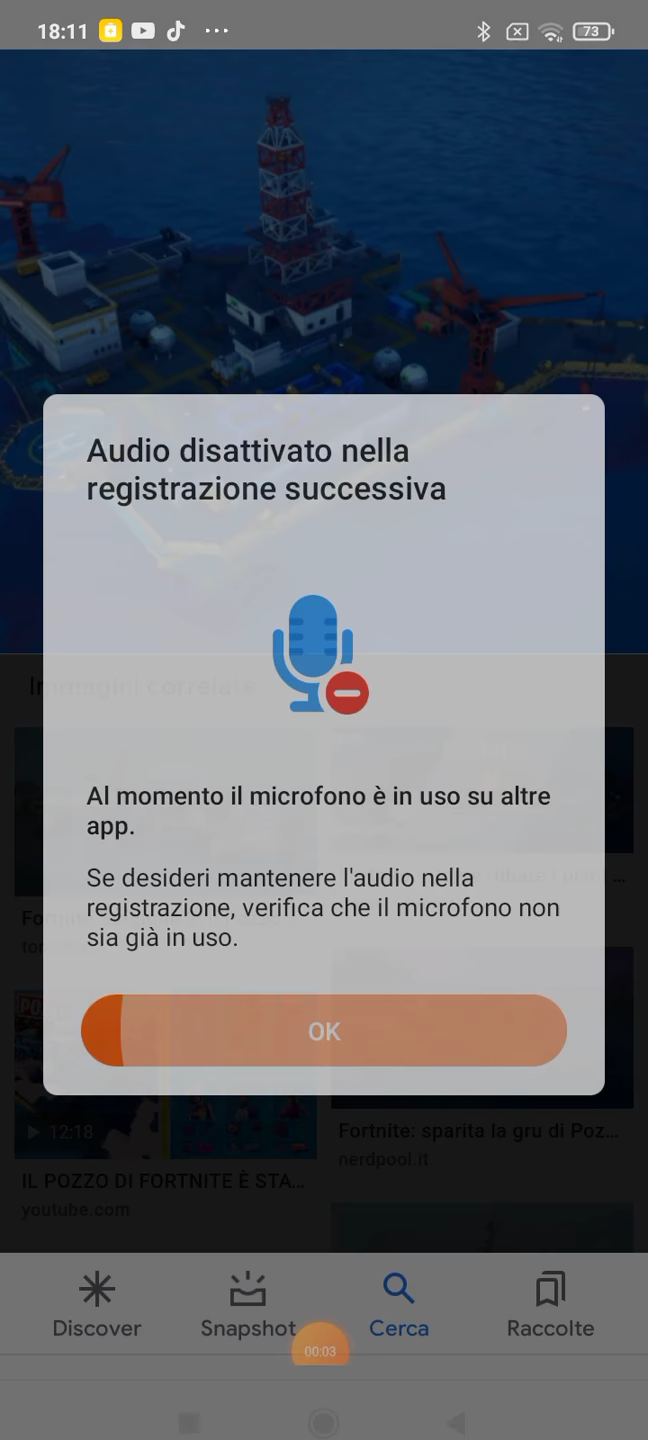 18:11
73
Audio disattivato nella
registrazione successiva
Immagini correlate
Al momento il microfono è in uso su altre
app.
Se desideri mantenere l'audio nella
registrazione, verifica che il microfono non
sia già in uso.
OK
12:18
IL POZZO DI FORTNITE È STA...
youtube.com
Fortnite: sparita la gru di Poz...
nerdpool.it
Discover
Snapshot
Cerca
Raccolte
00:03